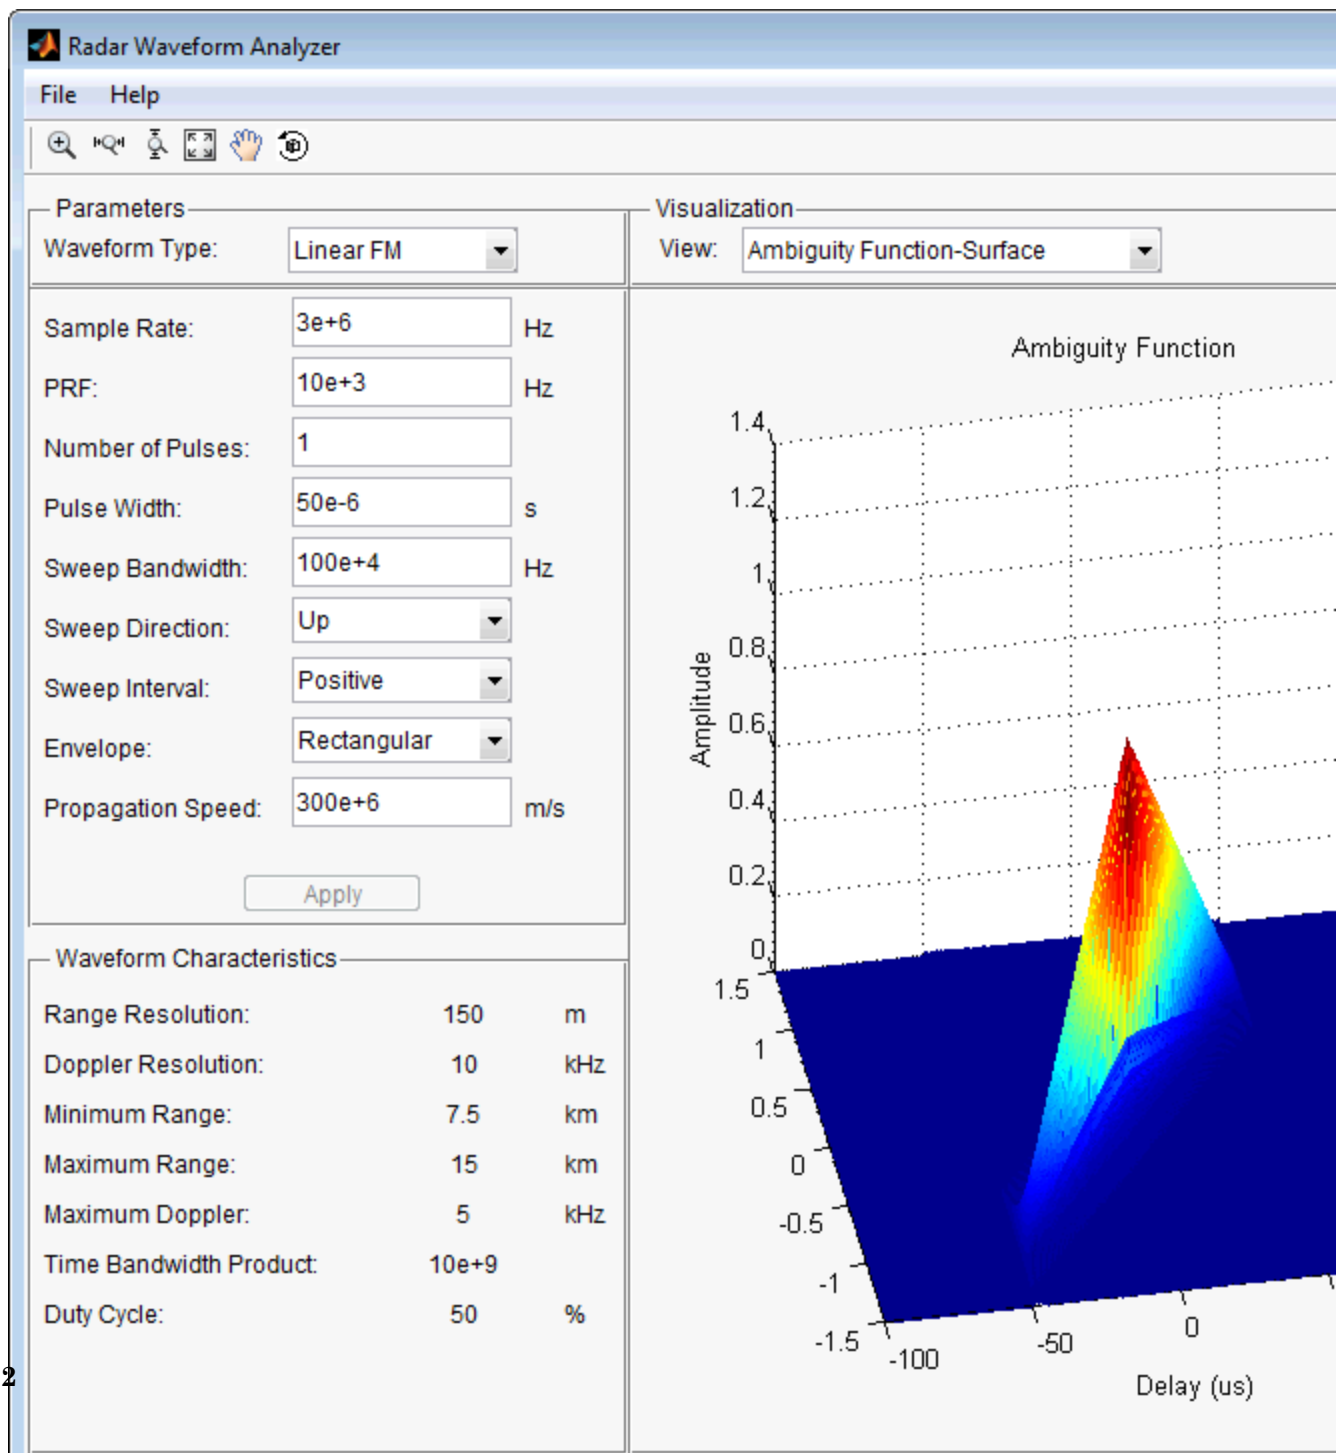 Radar Waveform Analyzer
File Help
Parameters
Waveform Type: Linear FM
Sample Rate: 3e+6 Hz
PRF: 10e+3 Hz
Number of Pulses: 1
Pulse Width: 50e-6 s
Sweep Bandwidth: 100e+4 Hz
Sweep Direction: Up
Sweep Interval: Positive
Envelope: Rectangular
Propagation Speed: 300e+6 m/s
Apply
Waveform Characteristics
Range Resolution: 150 m
Doppler Resolution: 10 kHz
Minimum Range: 7.5 km
Maximum Range: 15 km
Maximum Doppler: 5 kHz
Time Bandwidth Product: 10e+9
Duty Cycle: 50 %
2
Visualization
View: Ambiguity Function-Surface
Ambiguity Function
1.4
1.2
1
0.8
0.6
0.4
0.2
0
Amplitude
1.5
1
0.5
0
-0.5
-1
-1.5
-100
-50
0
Delay (us)